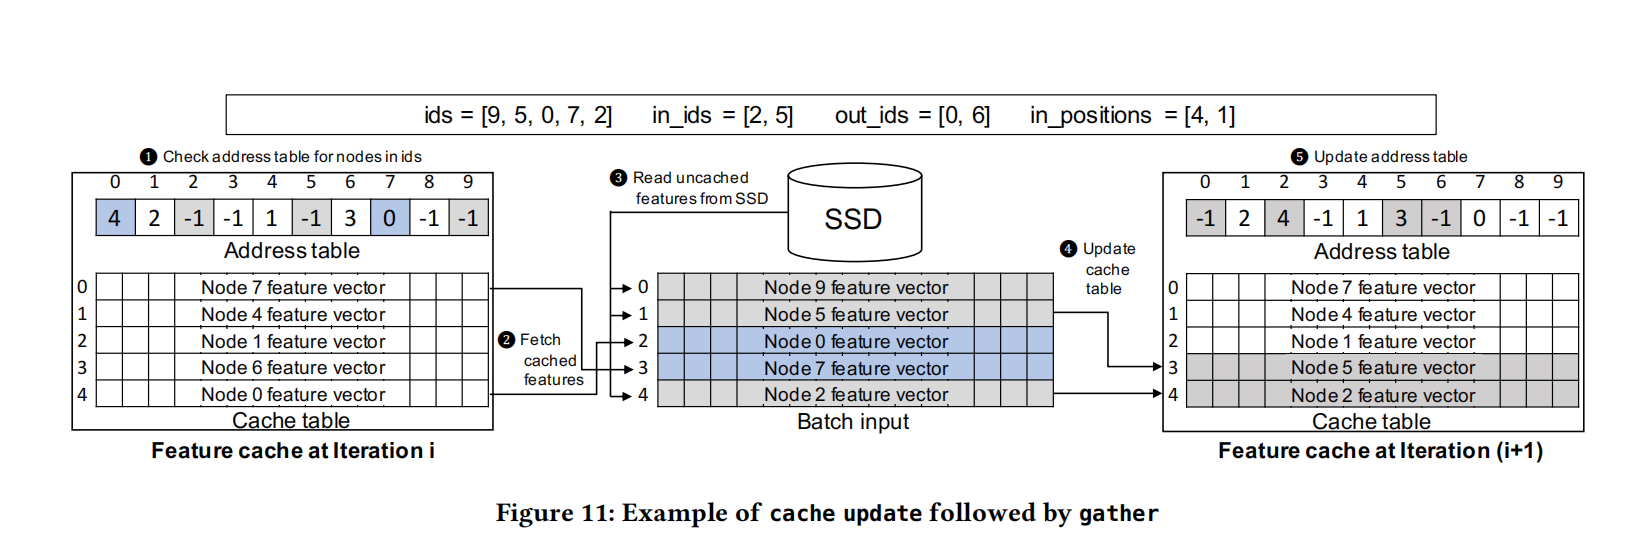 ids = [9, 5, 0, 7, 2] in_ids = [2, 5] out_ids = [0, 6] in_positions = [4, 1]
❶ Check address table for nodes in ids
0 1 2 3 4 5 6 7 8 9
4 2 -1 -1 1 -1 3 0 -1 -1
Address table
0 Node 7 feature vector
1 Node 4 feature vector
2 Node 1 feature vector
3 Node 6 feature vector
4 Node 0 feature vector
Cache table
Feature cache at Iteration i
❷ Fetch
cached
features
❸ Read uncached
features from SSD
SSD
0 Node 9 feature vector
1 Node 5 feature vector
2 Node 0 feature vector
3 Node 7 feature vector
4 Node 2 feature vector
Batch input
❹ Update
cache
table
❺ Update address table
0 1 2 3 4 5 6 7 8 9
-1 2 4 -1 1 3 -1 0 -1 -1
Address table
0 Node 7 feature vector
1 Node 4 feature vector
2 Node 1 feature vector
3 Node 5 feature vector
4 Node 2 feature vector
Cache table
Feature cache at Iteration (i+1)
Figure 11: Example of cache update followed by gather